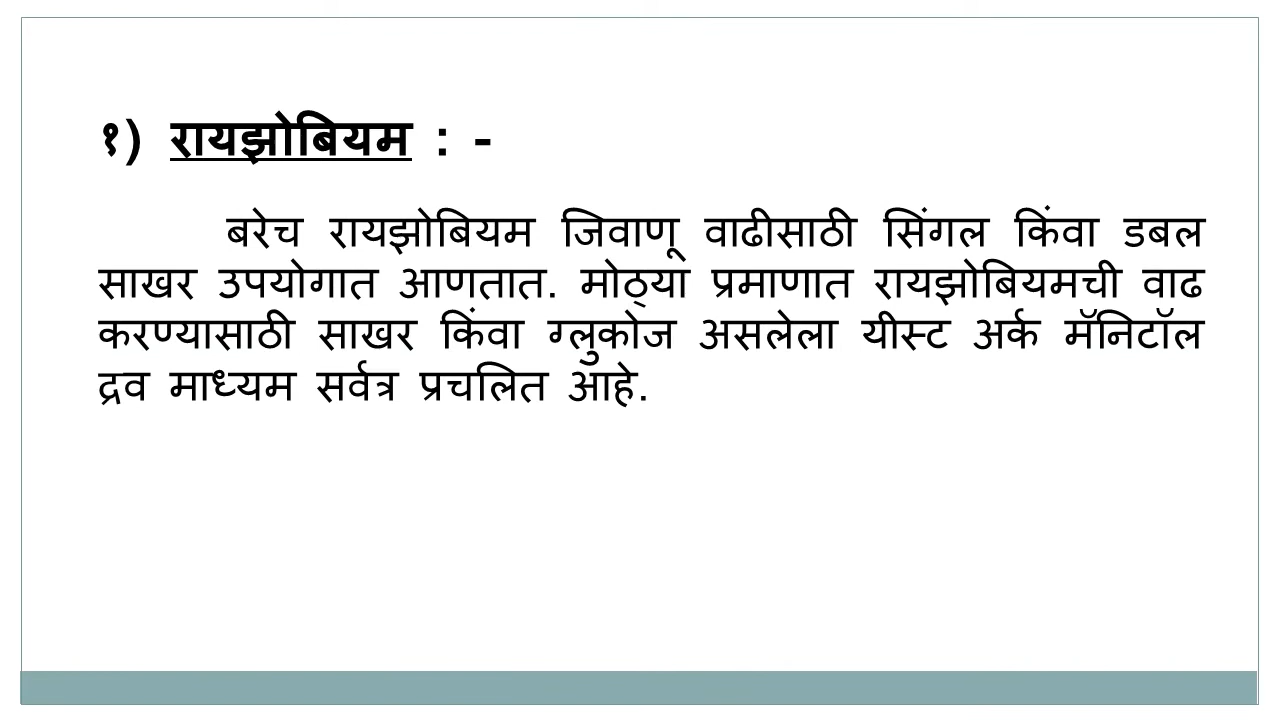 १) रायझोबियम : -
बरेच रायझोबियम जिवाणू वाढीसाठी सिंगल किंवा डबल
साखर उपयोगात आणतात. मोठ्या प्रमाणात रायझोबियमची वाढ
करण्यासाठी साखर किंवा ग्लुकोज असलेला यीस्ट अर्क मॅनिटॉल
द्रव माध्यम सर्वत्र प्रचलित आहे.